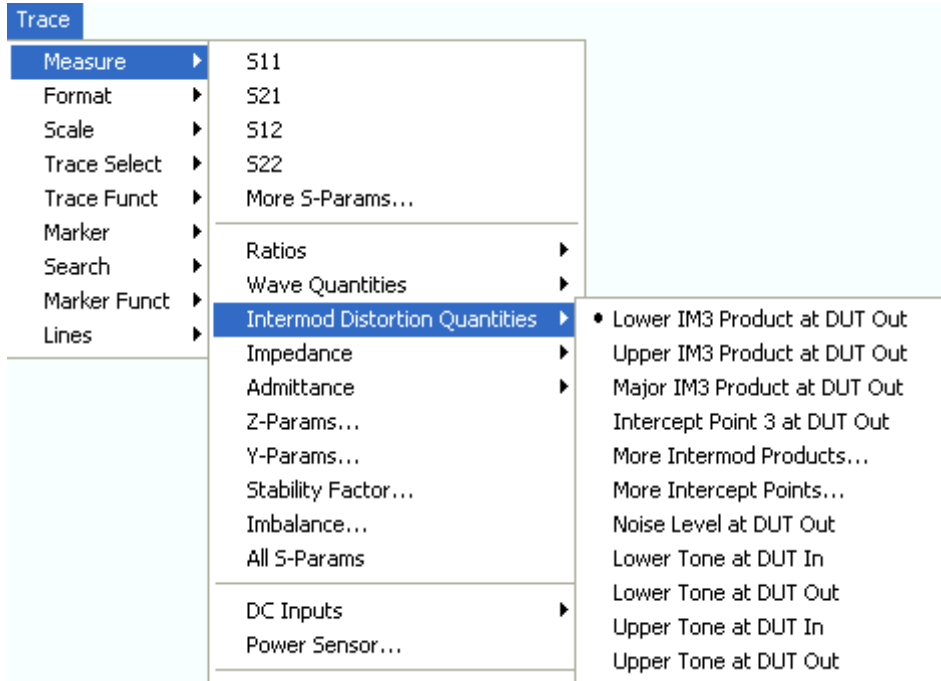 Trace
Measure
Format
Scale
Trace Select
Trace Funct
Marker
Search
Marker Funct
Lines
S11
S21
S12
S22
More S-Params...
Ratios
Wave Quantities
Intermod Distortion Quantities
Impedance
Admittance
Z-Params...
Y-Params...
Stability Factor...
Imbalance...
All S-Params
DC Inputs
Power Sensor...
Lower IM3 Product at DUT Out
Upper IM3 Product at DUT Out
Major IM3 Product at DUT Out
Intercept Point 3 at DUT Out
More Intermod Products...
More Intercept Points...
Noise Level at DUT Out
Lower Tone at DUT In
Lower Tone at DUT Out
Upper Tone at DUT In
Upper Tone at DUT Out